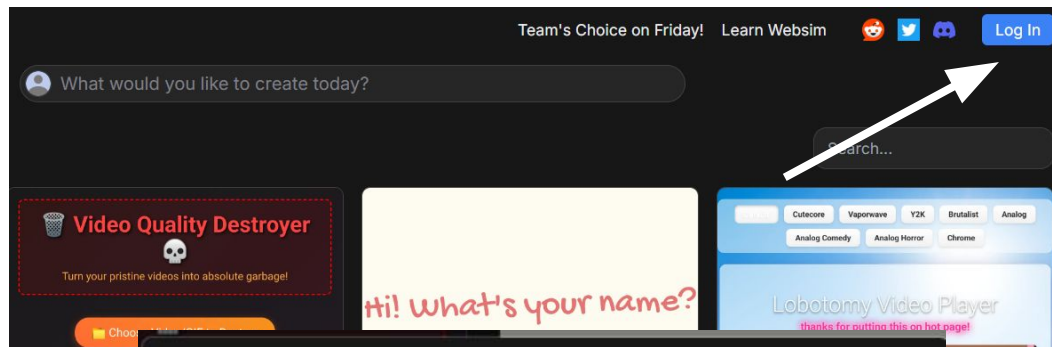 Team's Choice on Friday! Learn Websim Log In
What would you like to create today?
Search...
Video Quality Destroyer
Turn your pristine videos into absolute garbage!
Hi! What's your name?
Cutecore Vaporwave Y2K Brutalist Analog
Analog Comedy Analog Horror Chrome
Lobotomy Video Player
thanks for putting this on hot page!